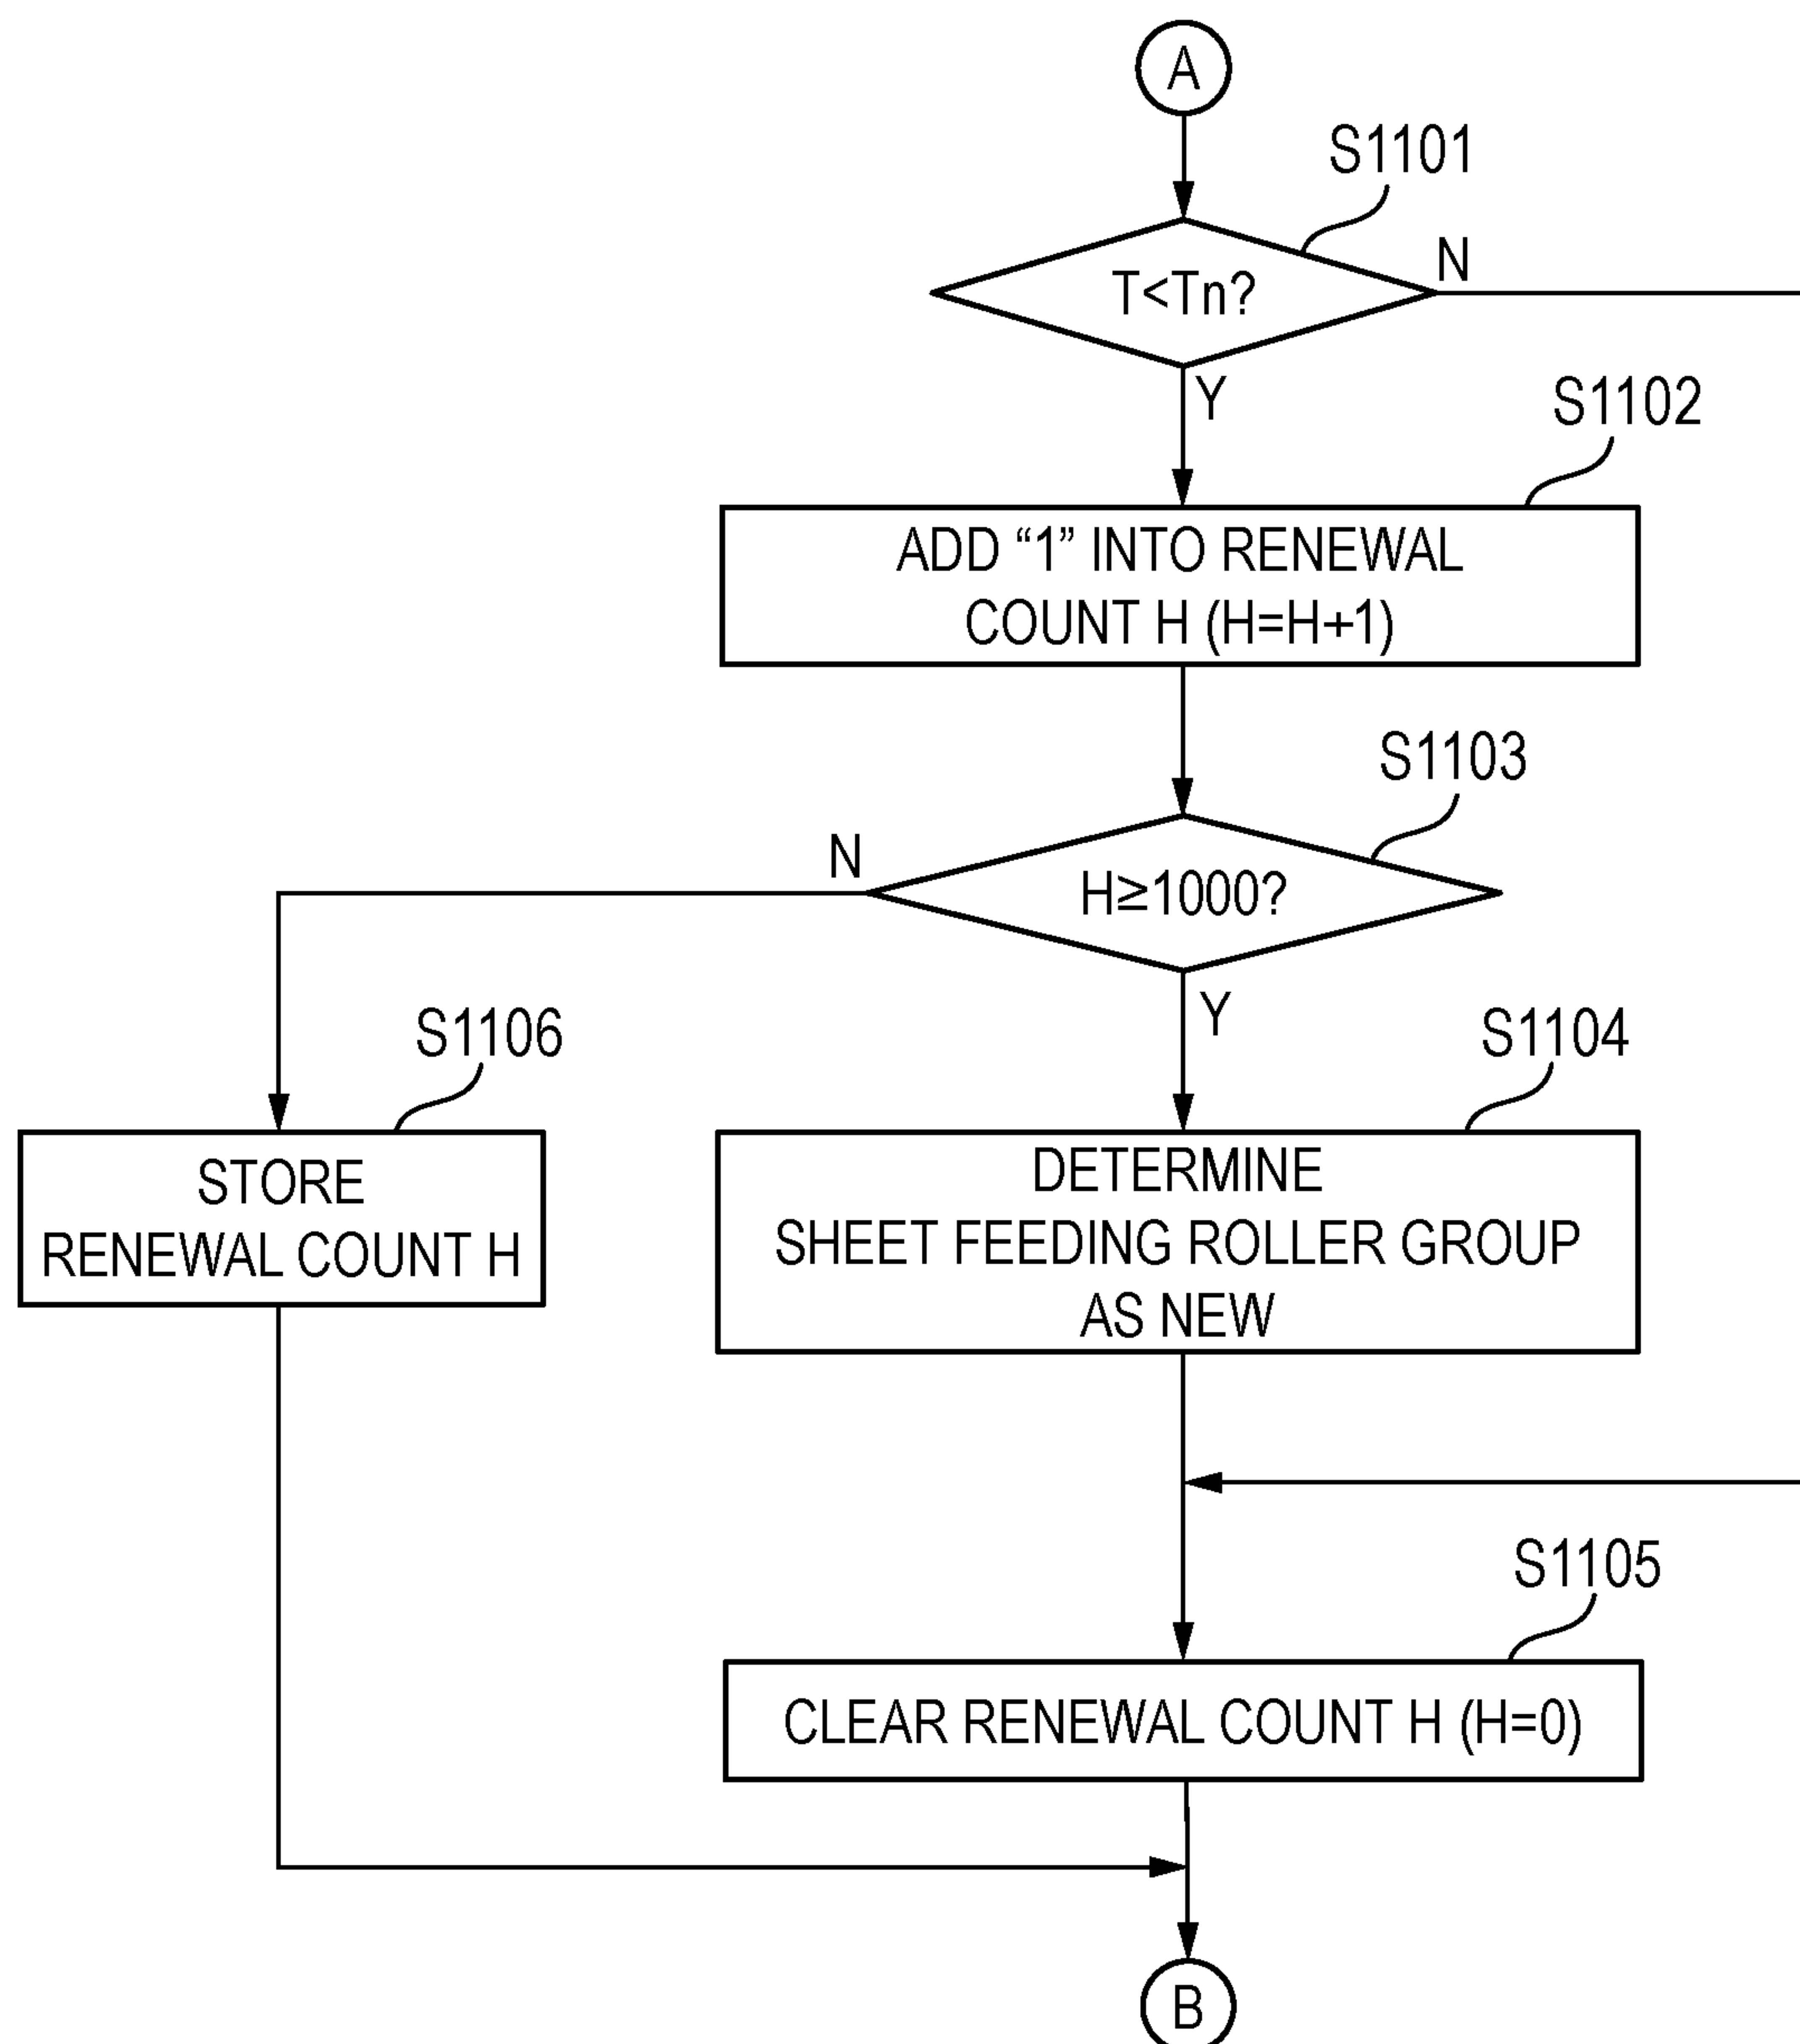 A
S1101
T<Tn?
N
Y
S1102
ADD “1” INTO RENEWAL
COUNT H (H=H+1)
S1103
N
H≥1000?
Y
S1106
S1104
STORE
RENEWAL COUNT H
DETERMINE
SHEET FEEDING ROLLER GROUP
AS NEW
S1105
CLEAR RENEWAL COUNT H (H=0)
B